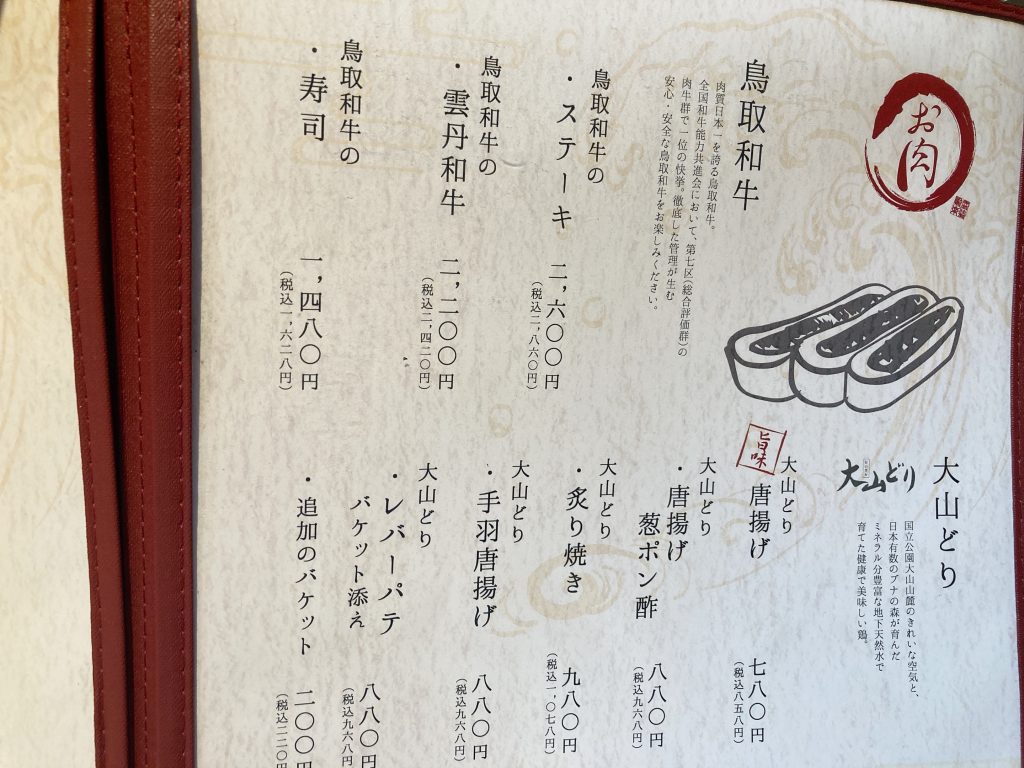 お肉
鳥取和牛
肉質日本一を誇る鳥取和牛。
全国和牛能力共進会において、第七区(総合評価群)の
肉牛群で一位の快挙。徹底した管理が生む
安心・安全な鳥取和牛をお楽しみください。
鳥取和牛の
・ステーキ
二,六〇〇円
(税込二,八六〇円)
鳥取和牛の
・雲丹和牛
二,二〇〇円
(税込二,四二〇円)
鳥取和牛の
・寿司
一,四八〇円
(税込一,六二八円)
大山どり
大山どり
国立公園大山山麓のきれいな空気と、
日本有数のブナの森が育んだ
ミネラル分豊富な地下天然水で
育てた健康で美味しい鶏。
旨味
大山どり
唐揚げ
七八〇円
(税込八五八円)
大山どり
・唐揚げ
葱ポン酢
八八〇円
(税込九六八円)
大山どり
・炙り焼き
九八〇円
(税込一,〇七八円)
大山どり
・手羽唐揚げ
八八〇円
(税込九六八円)
大山どり
・レバーパテ
バケット添え
八八〇円
(税込九六八円)
・追加のバケット
二〇〇円
(税込二二〇円)